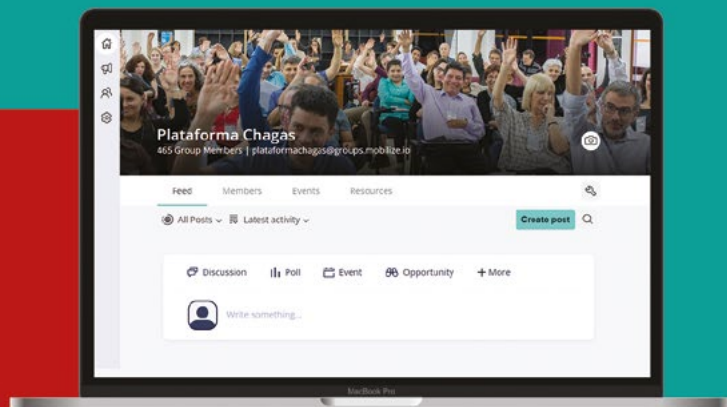 Plataforma Chagas
465 Group Members | plataformachagas@groups.mobilize.io
Feed Members Events Resources
All Posts Latest activity Create post
Discussion Poll Event Opportunity + More
Write something...
MacBook Pro